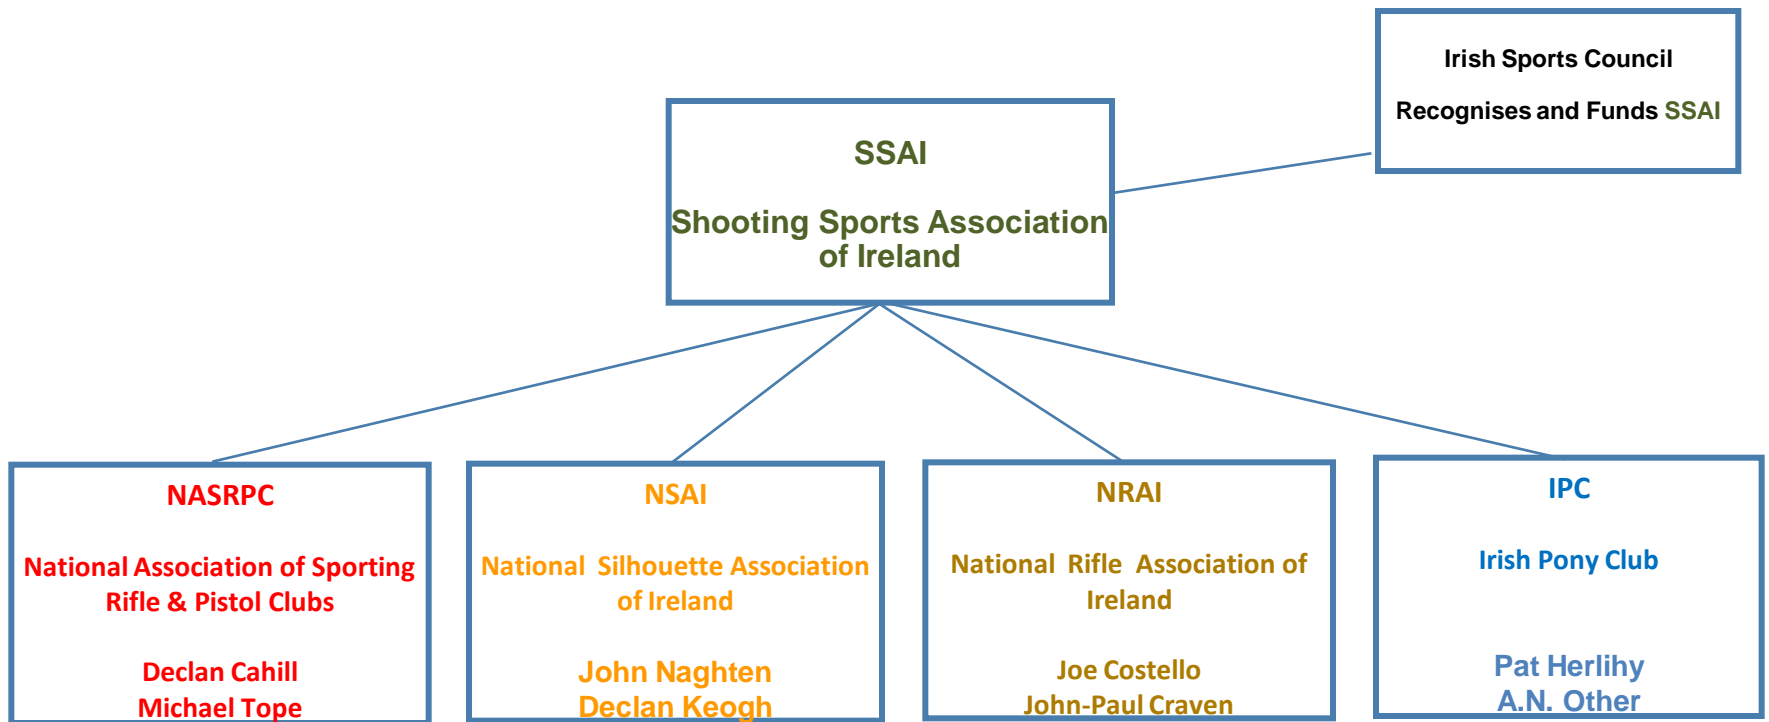 Irish Sports Council
Recognises and Funds SSAI
SSAI
Shooting Sports Association
of Ireland
NASRPC
National Association of Sporting
Rifle & Pistol Clubs
Declan Cahill
Michael Tope
NSAI
National Silhouette Association
of Ireland
John Naghten
Declan Keogh
NRAI
National Rifle Association of
Ireland
Joe Costello
John-Paul Craven
IPC
Irish Pony Club
Pat Herlihy
A.N. Other